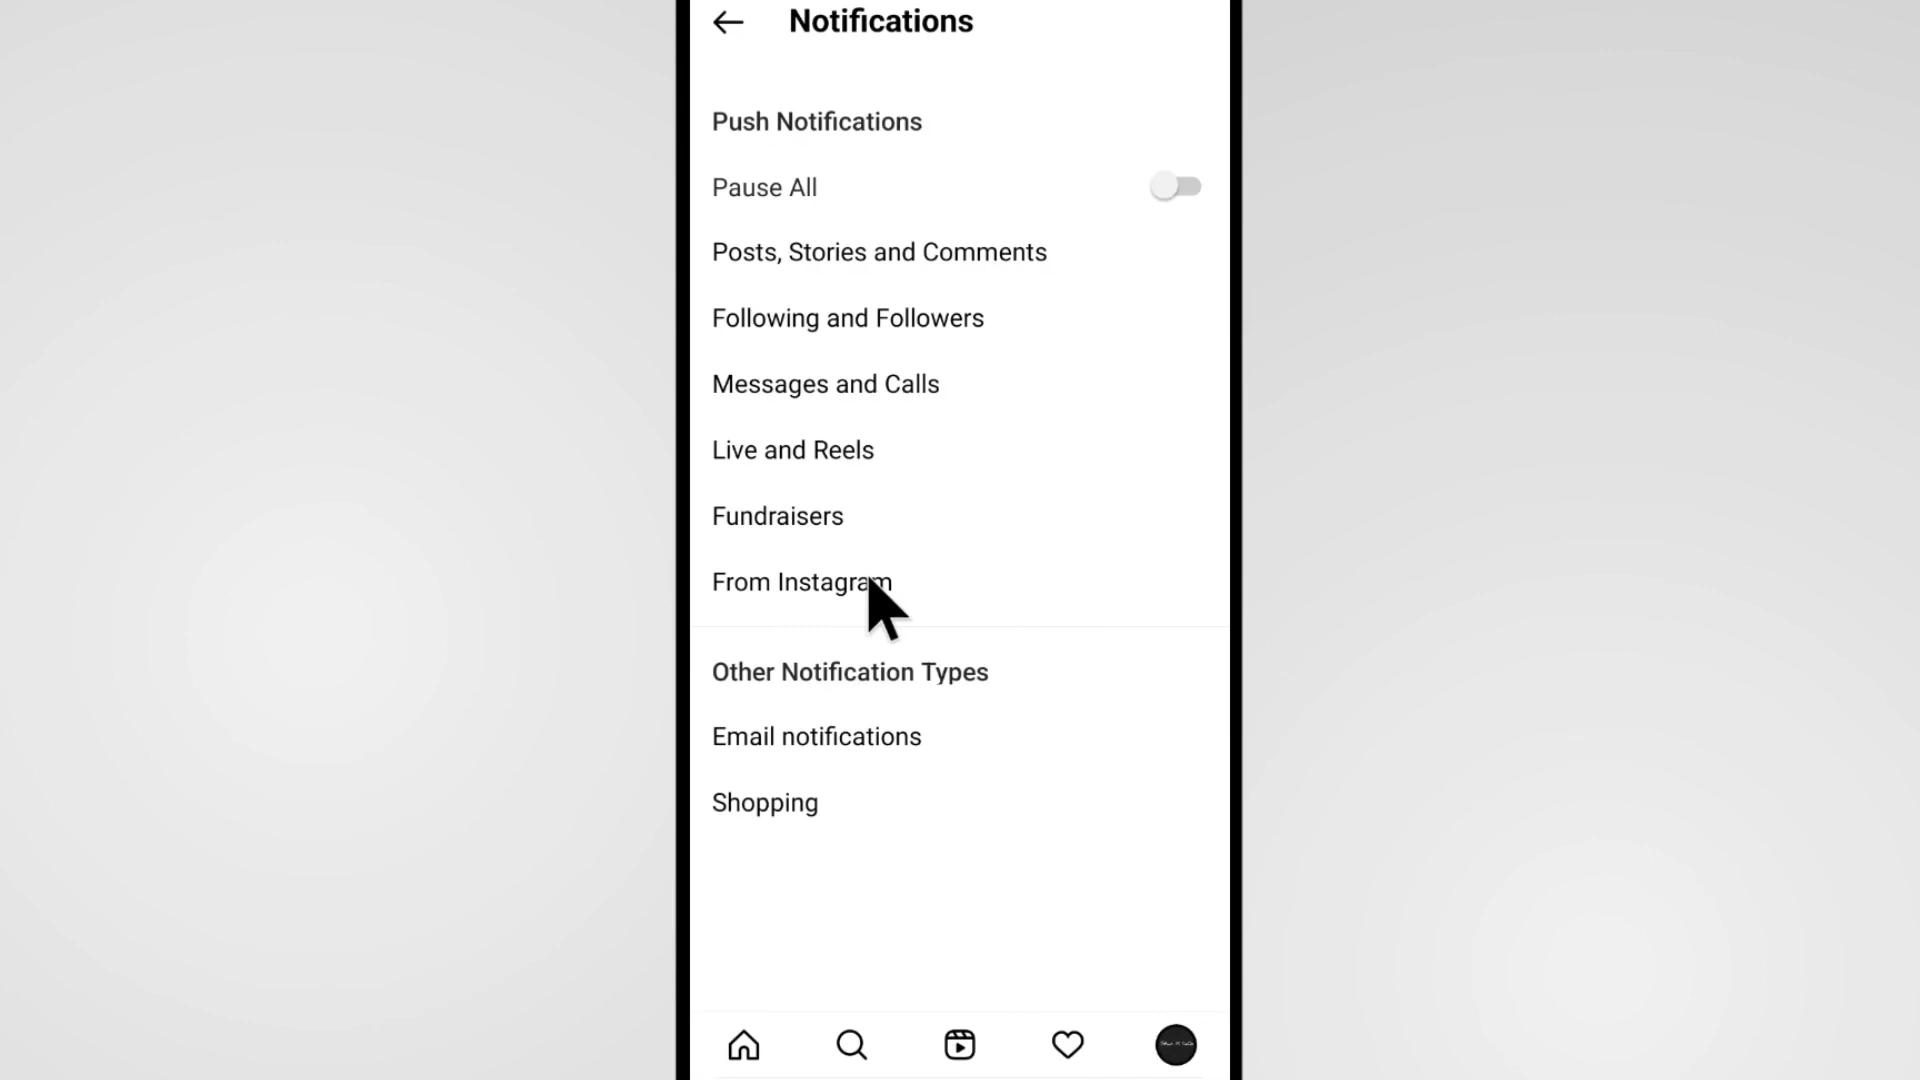 Notifications
Push Notifications
Pause All
Posts, Stories and Comments
Following and Followers
Messages and Calls
Live and Reels
Fundraisers
From Instagram
Other Notification Types
Email notifications
Shopping